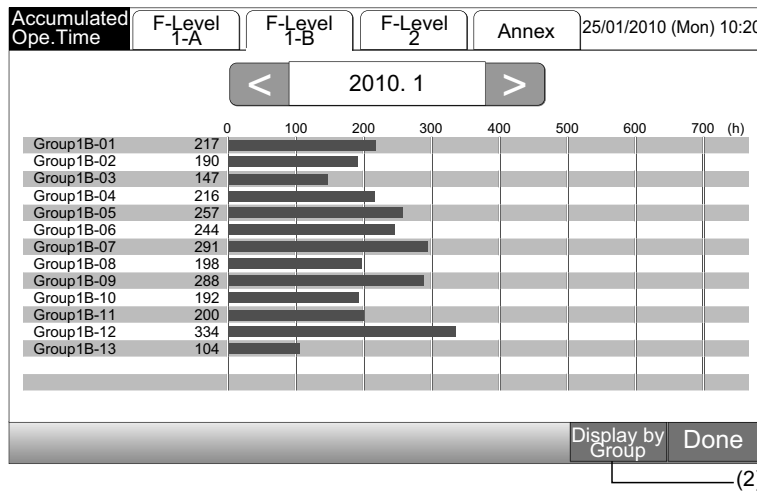 Accumulated
Ope.Time
F-Level
1-A
F-Level
1-B
F-Level
2
Annex
25/01/2010 (Mon) 10:20
<
2010. 1
>
0 100 200 300 400 500 600 700 (h)
Group1B-01 217
Group1B-02 190
Group1B-03 147
Group1B-04 216
Group1B-05 257
Group1B-06 244
Group1B-07 291
Group1B-08 198
Group1B-09 288
Group1B-10 192
Group1B-11 200
Group1B-12 334
Group1B-13 104
Display by
Group
Done
(2)